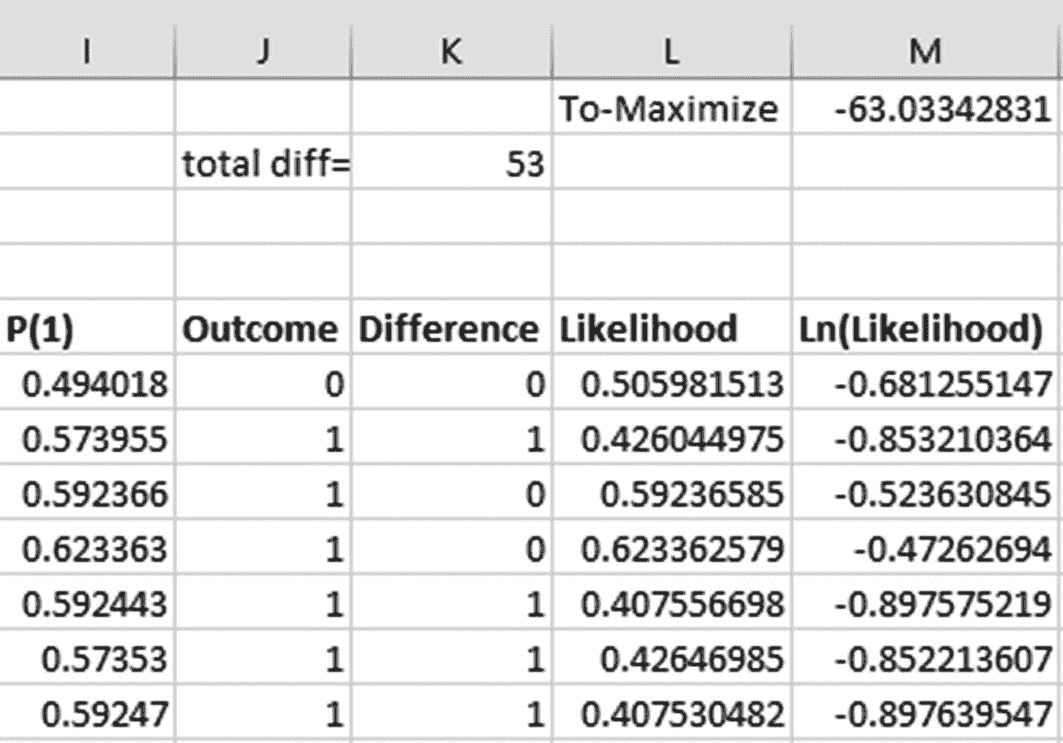 I J K L M
To-Maximize -63.03342831
total diff= 53
P(1) Outcome Difference Likelihood Ln(Likelihood)
0.494018 0 0 0.505981513 -0.681255147
0.573955 1 1 0.426044975 -0.853210364
0.592366 1 0 0.59236585 -0.523630845
0.623363 1 0 0.623362579 -0.47262694
0.592443 1 1 0.407556698 -0.897575219
0.57353 1 1 0.42646985 -0.852213607
0.59247 1 1 0.407530482 -0.897639547